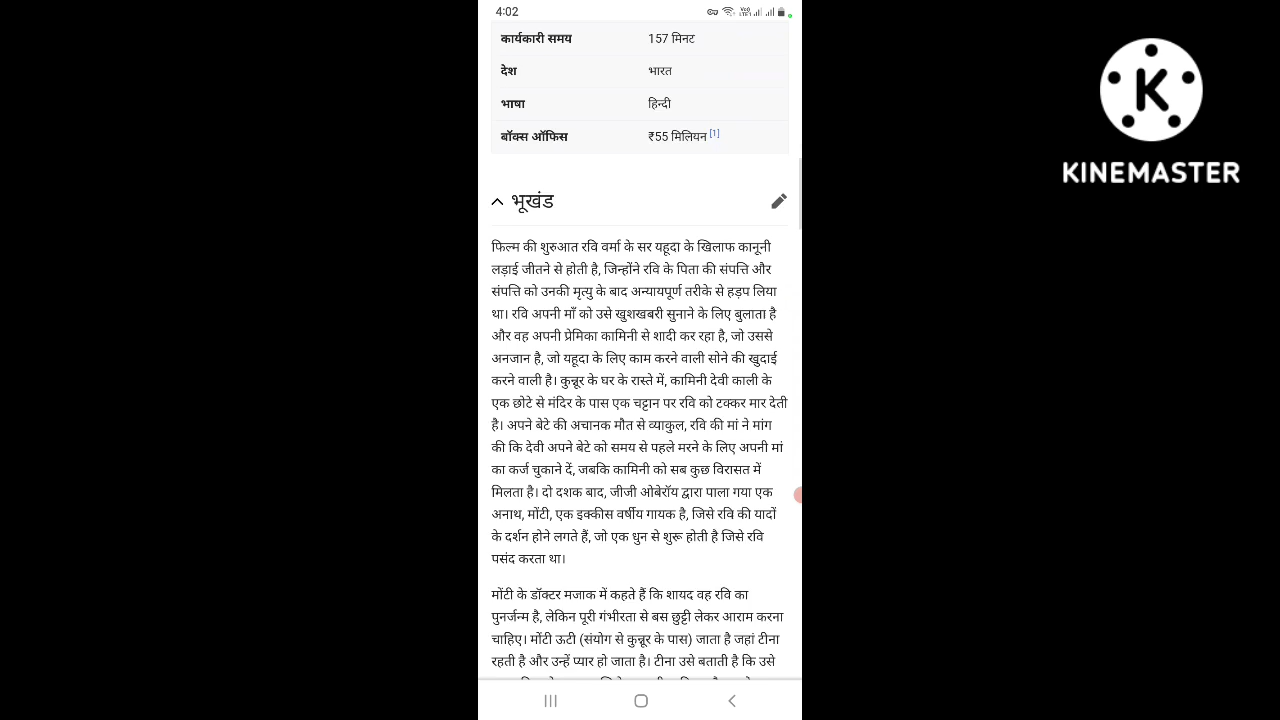 4:02
कार्यकारी समय 157 मिनट
देश भारत
भाषा हिन्दी
बॉक्स ऑफिस ₹55 मिलियन [1]
K
KINEMASTER
भूखंड
फिल्म की शुरुआत रवि वर्मा के सर यहूदा के खिलाफ कानूनी
लड़ाई जीतने से होती है, जिन्होंने रवि के पिता की संपत्ति और
संपत्ति को उनकी मृत्यु के बाद अन्यायपूर्ण तरीके से हड़प लिया
था। रवि अपनी माँ को उसे खुशखबरी सुनाने के लिए बुलाता है
और वह अपनी प्रेमिका कामिनी से शादी कर रहा है, जो उससे
अनजान है, जो यहूदा के लिए काम करने वाली सोने की खुदाई
करने वाली है। कुन्नूर के घर के रास्ते में, कामिनी देवी काली के
एक छोटे से मंदिर के पास एक चट्टान पर रवि को टक्कर मार देती
है। अपने बेटे की अचानक मौत से व्याकुल, रवि की मां ने मांग
की कि देवी अपने बेटे को समय से पहले मरने के लिए अपनी मां
का कर्ज चुकाने दें, जबकि कामिनी को सब कुछ विरासत में
मिलता है। दो दशक बाद, जीजी ओबेरॉय द्वारा पाला गया एक
अनाथ, मोंटी, एक इक्कीस वर्षीय गायक है, जिसे रवि की यादों
के दर्शन होने लगते हैं, जो एक धुन से शुरू होती है जिसे रवि
पसंद करता था।
मोंटी के डॉक्टर मजाक में कहते हैं कि शायद वह रवि का
पुनर्जन्म है, लेकिन पूरी गंभीरता से बस छुट्टी लेकर आराम करना
चाहिए। मोंटी ऊटी (संयोग से कुन्नूर के पास) जाता है जहां टीना
रहती है और उन्हें प्यार हो जाता है। टीना उसे बताती है कि उसे